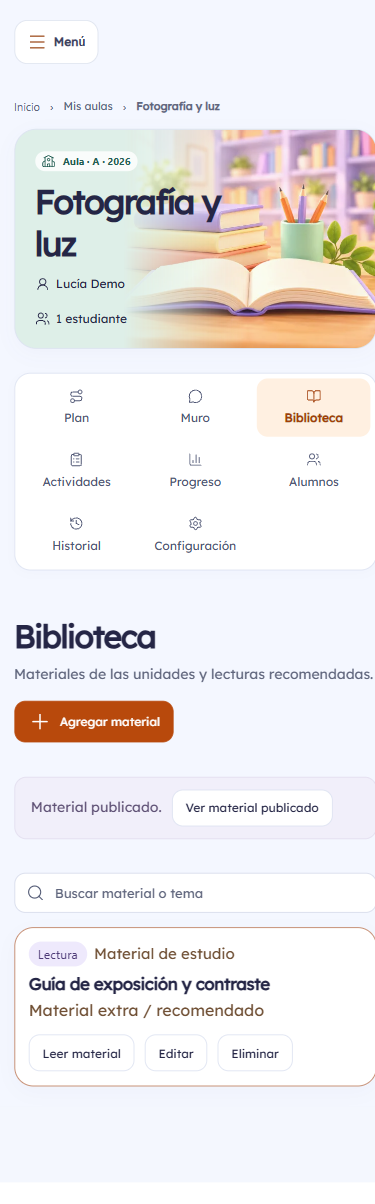 Menú
Inicio › Mis aulas › Fotografía y luz
Aula · A · 2026
Fotografía y
luz
Lucía Demo
1 estudiante
Plan
Muro
Biblioteca
Actividades
Progreso
Alumnos
Historial
Configuración
Biblioteca
Materiales de las unidades y lecturas recomendadas.
Agregar material
Material publicado. Ver material publicado
Buscar material o tema
Lectura Material de estudio
Guía de exposición y contraste
Material extra / recomendado
Leer material Editar Eliminar